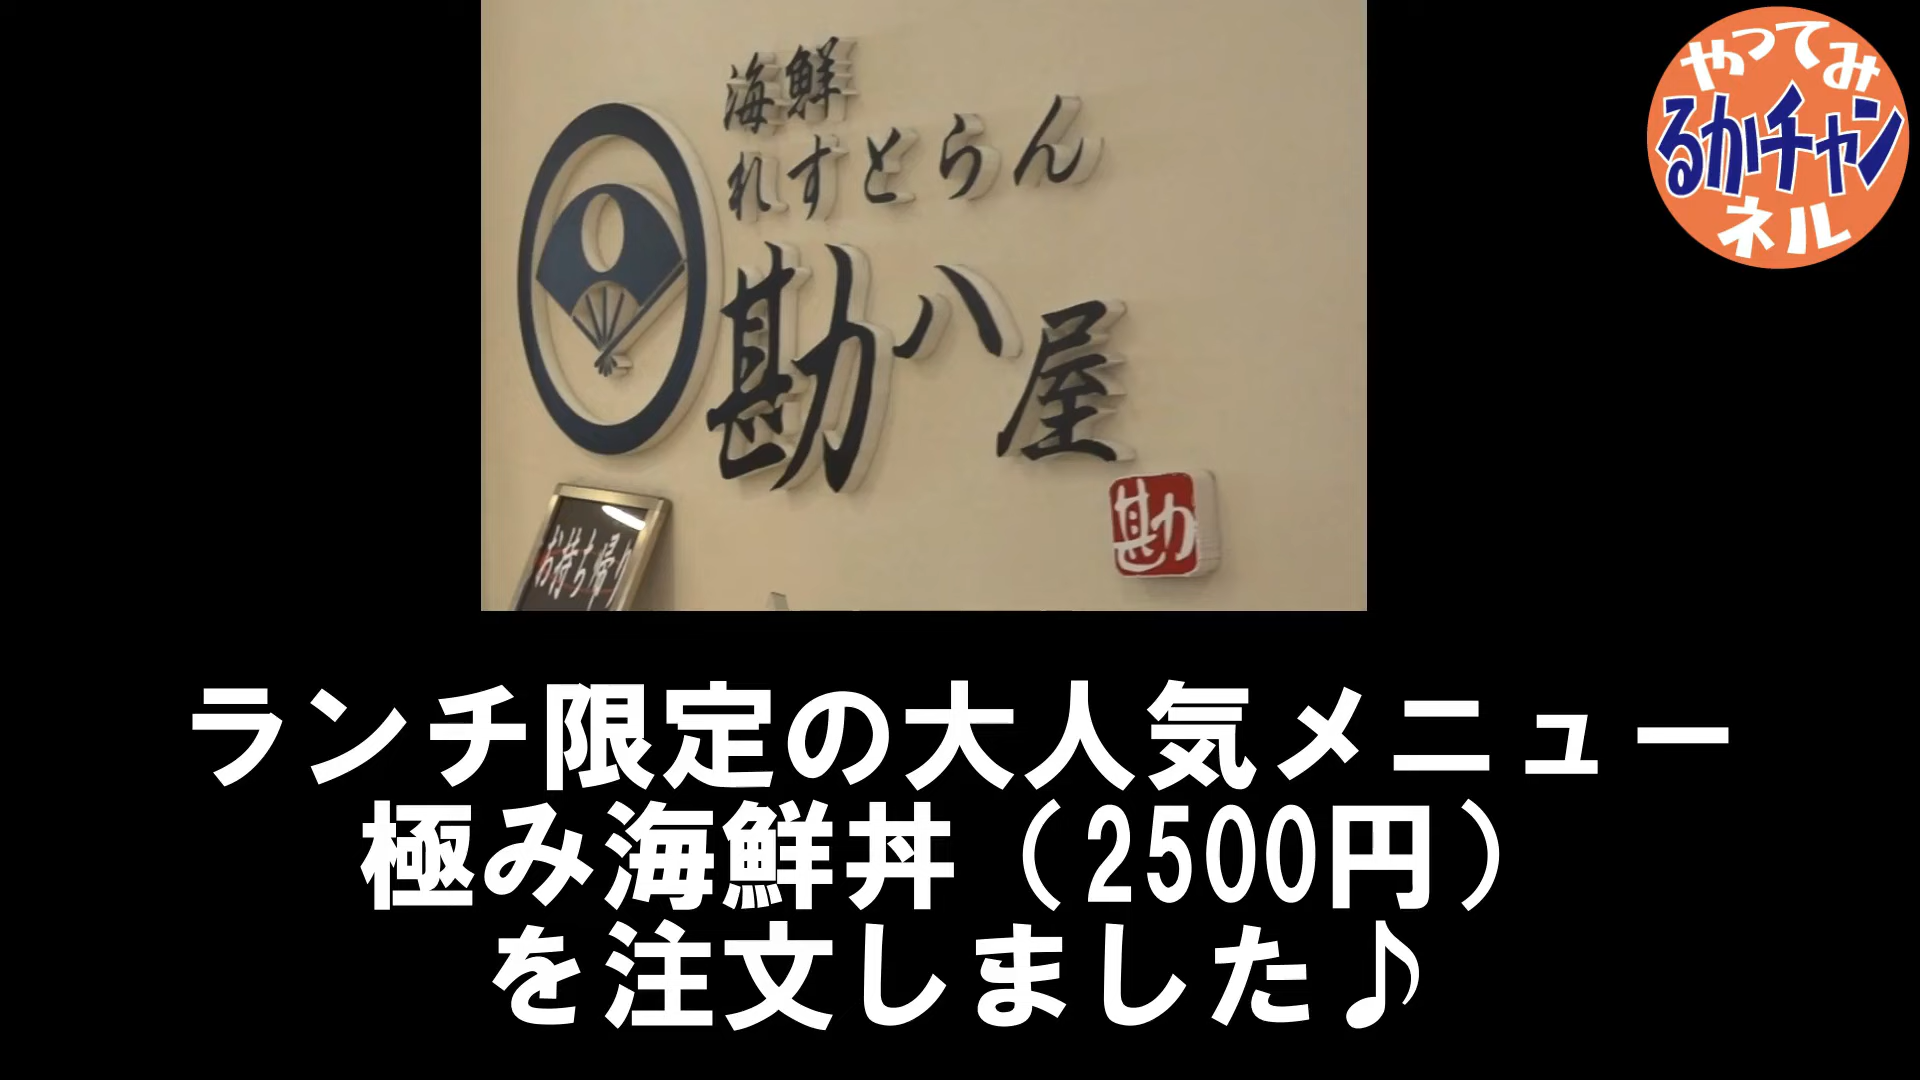 海鮮
れすとらん
勘八屋
勘
お持ち帰り
やってみ
るかチャン
ネル
ランチ限定の大人気メニュー
極み海鮮丼（2500円）
を注文しました♪